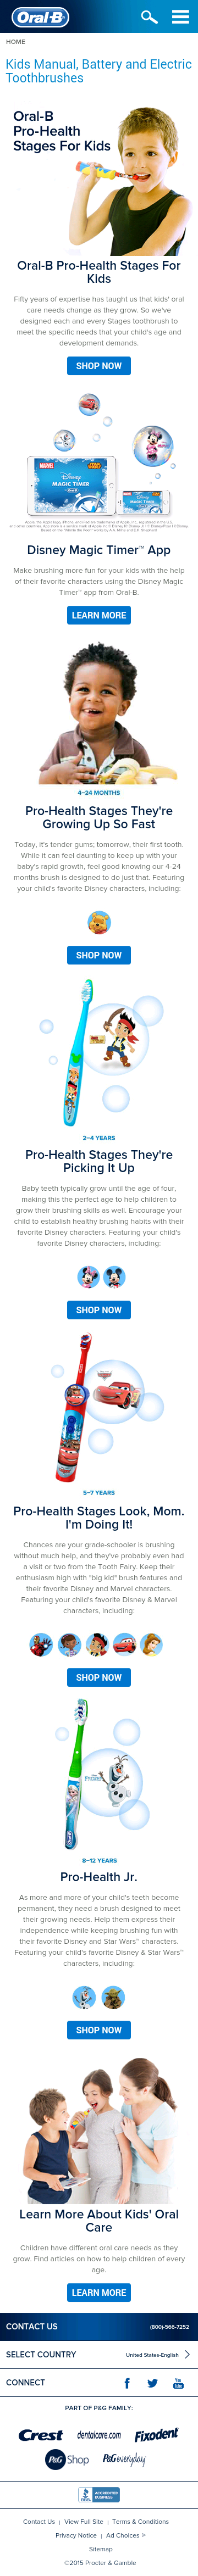 Oral-B
HOME
Kids Manual, Battery and Electric
Toothbrushes
Oral-B
Pro-Health
Stages For Kids
Oral-B Pro-Health Stages For
Kids
Fifty years of expertise has taught us that kids' oral
care needs change as they grow. So we've
designed each and every Stages toothbrush to
meet the specific needs that your child's age and
development demands.
SHOP NOW
MARVEL
STAR WARS
Disney
MAGIC TIMER
Disney
MAGIC TIMER
Disney Magic Timer™ App
Make brushing more fun for your kids with the help
of their favorite characters using the Disney Magic
Timer™ app from Oral-B.
LEARN MORE
4–24 MONTHS
Pro-Health Stages They're
Growing Up So Fast
Today, it's tender gums; tomorrow, their first tooth.
While it can feel daunting to keep up with your
baby's rapid growth, feel good knowing our 4-24
months brush is designed to do just that. Featuring
your child's favorite Disney characters, including:
SHOP NOW
2–4 YEARS
Pro-Health Stages They're
Picking It Up
Baby teeth typically grow until the age of four,
making this the perfect age to help children to
grow their brushing skills as well. Encourage your
child to establish healthy brushing habits with their
favorite Disney characters. Featuring your child's
favorite Disney characters, including:
SHOP NOW
5–7 YEARS
Pro-Health Stages Look, Mom.
I'm Doing It!
Chances are your grade-schooler is brushing
without much help, and they've probably even had
a visit or two from the Tooth Fairy. Keep their
enthusiasm high with "big kid" brush features and
their favorite Disney and Marvel characters.
Featuring your child's favorite Disney & Marvel
characters, including:
SHOP NOW
FROZEN
8–12 YEARS
Pro-Health Jr.
As more and more of your child's teeth become
permanent, they need a brush designed to meet
their growing needs. Help them express their
independence while keeping brushing fun with
their favorite Disney and Star Wars™ characters.
Featuring your child's favorite Disney & Star Wars™
characters, including:
SHOP NOW
Learn More About Kids' Oral
Care
Children have different oral care needs as they
grow. Find articles on how to help children of every
age.
LEARN MORE
CONTACT US (800)-566-7252
SELECT COUNTRY United States-English
CONNECT You Tube
PART OF P&G FAMILY:
Crest dentalcare.com Fixodent
P&G Shop P&G everyday
BBB ACCREDITED BUSINESS
Contact Us | View Full Site | Terms & Conditions
Privacy Notice | Ad Choices
Sitemap
©2015 Procter & Gamble